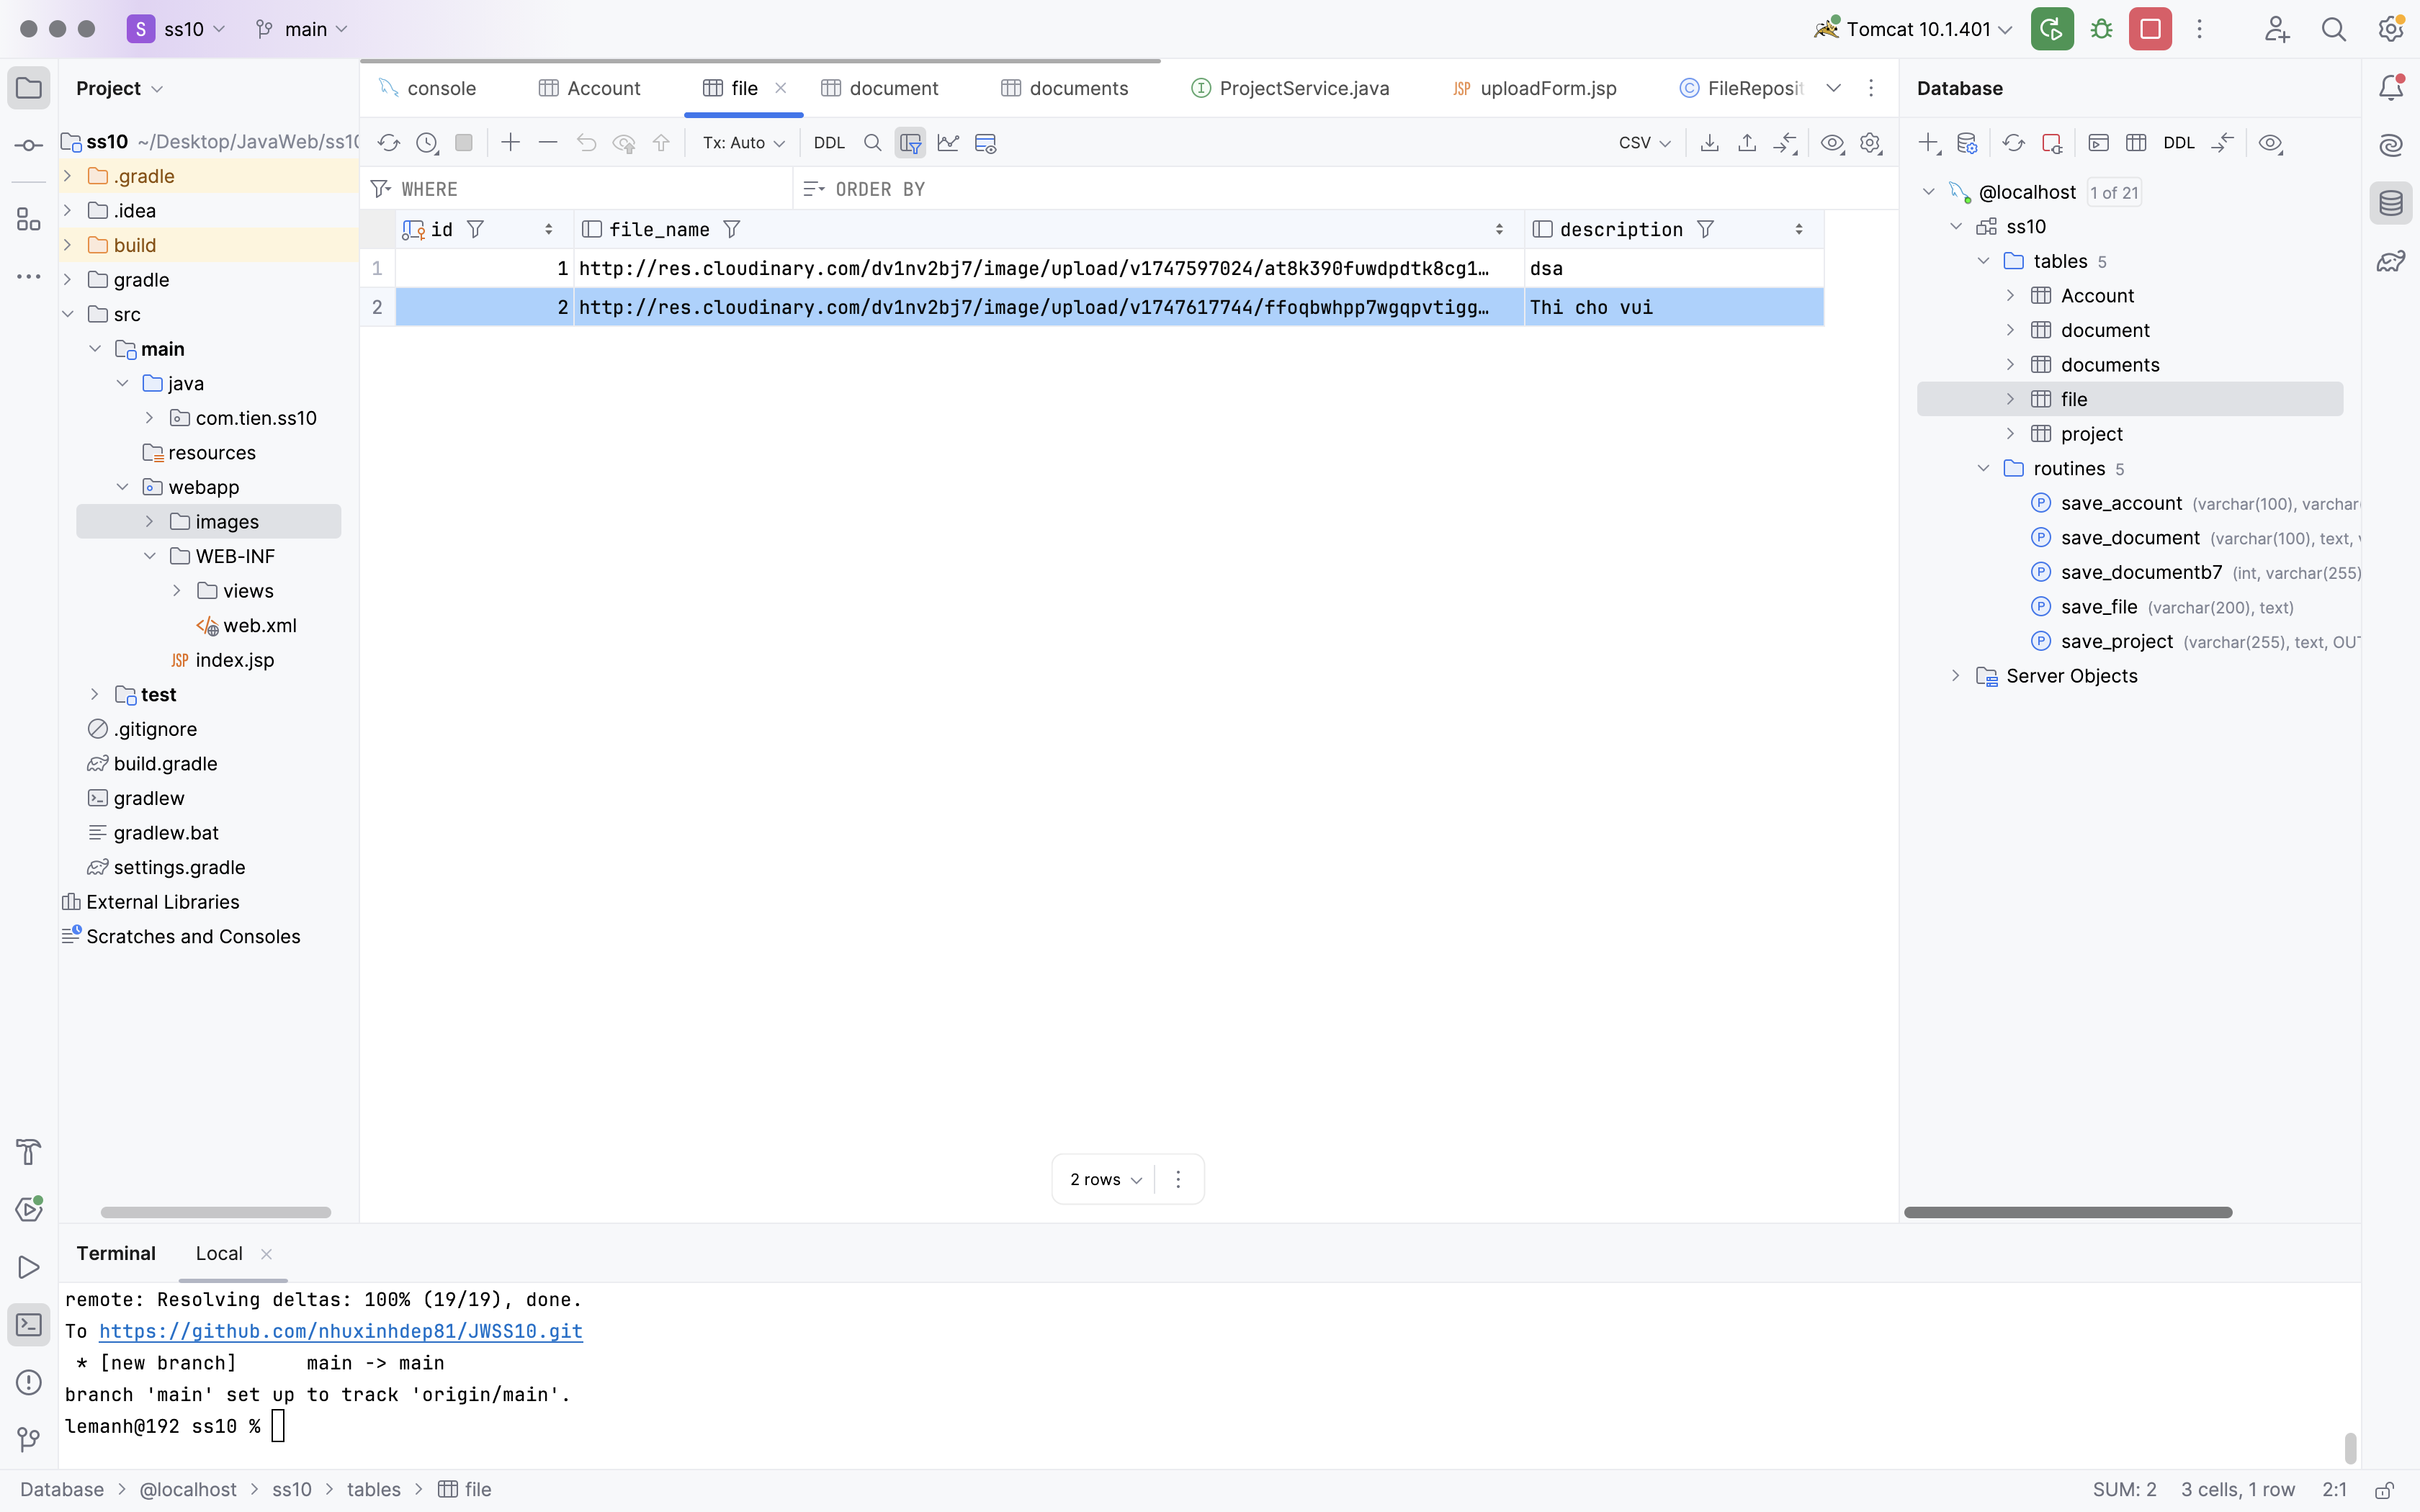 S ss10 main Tomcat 10.1.401
Project
console Account file document documents ProjectService.java JSP uploadForm.jsp FileReposit
Database
ss10 ~/Desktop/JavaWeb/ss10
.gradle
.idea
build
gradle
src
main
java
com.tien.ss10
resources
webapp
images
WEB-INF
views
web.xml
JSP index.jsp
test
.gitignore
build.gradle
gradlew
gradlew.bat
settings.gradle
External Libraries
Scratches and Consoles
Tx: Auto DDL CSV
WHERE ORDER BY
id file_name description
1 1 http://res.cloudinary.com/dv1nv2bj7/image/upload/v1747597024/at8k390fuwdpdtk8cg1… dsa
2 2 http://res.cloudinary.com/dv1nv2bj7/image/upload/v1747617744/ffoqbwhpp7wgqpvtigg… Thi cho vui
2 rows
DDL
@localhost 1 of 21
ss10
tables 5
Account
document
documents
file
project
routines 5
P save_account (varchar(100), varchar
P save_document (varchar(100), text,
P save_documentb7 (int, varchar(255)
P save_file (varchar(200), text)
P save_project (varchar(255), text, OUT
Server Objects
Terminal Local
remote: Resolving deltas: 100% (19/19), done.
To https://github.com/nhuxinhdep81/JWSS10.git
* [new branch] main -> main
branch 'main' set up to track 'origin/main'.
lemanh@192 ss10 %
Database > @localhost > ss10 > tables > file
SUM: 2 3 cells, 1 row 2:1